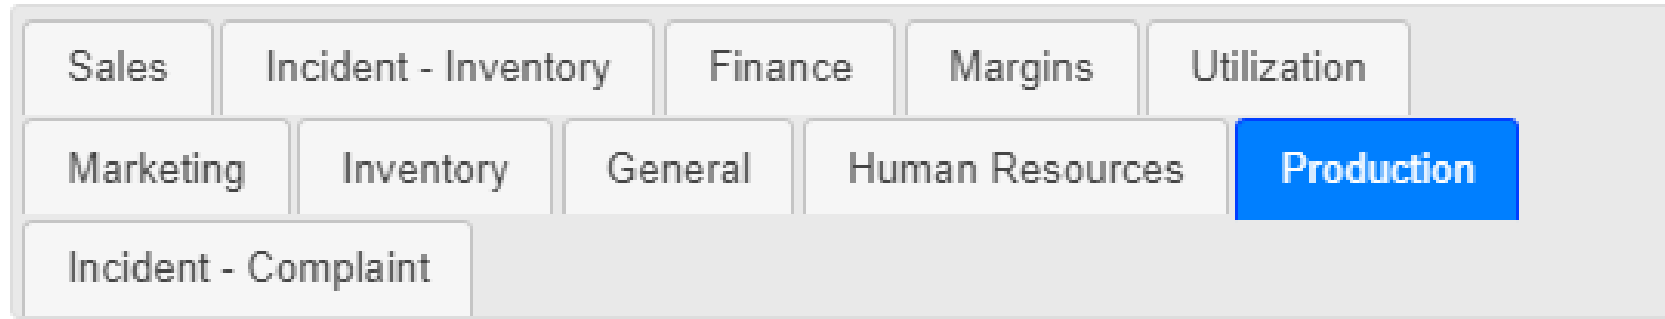 Sales Incident - Inventory Finance Margins Utilization
Marketing Inventory General Human Resources Production
Incident - Complaint